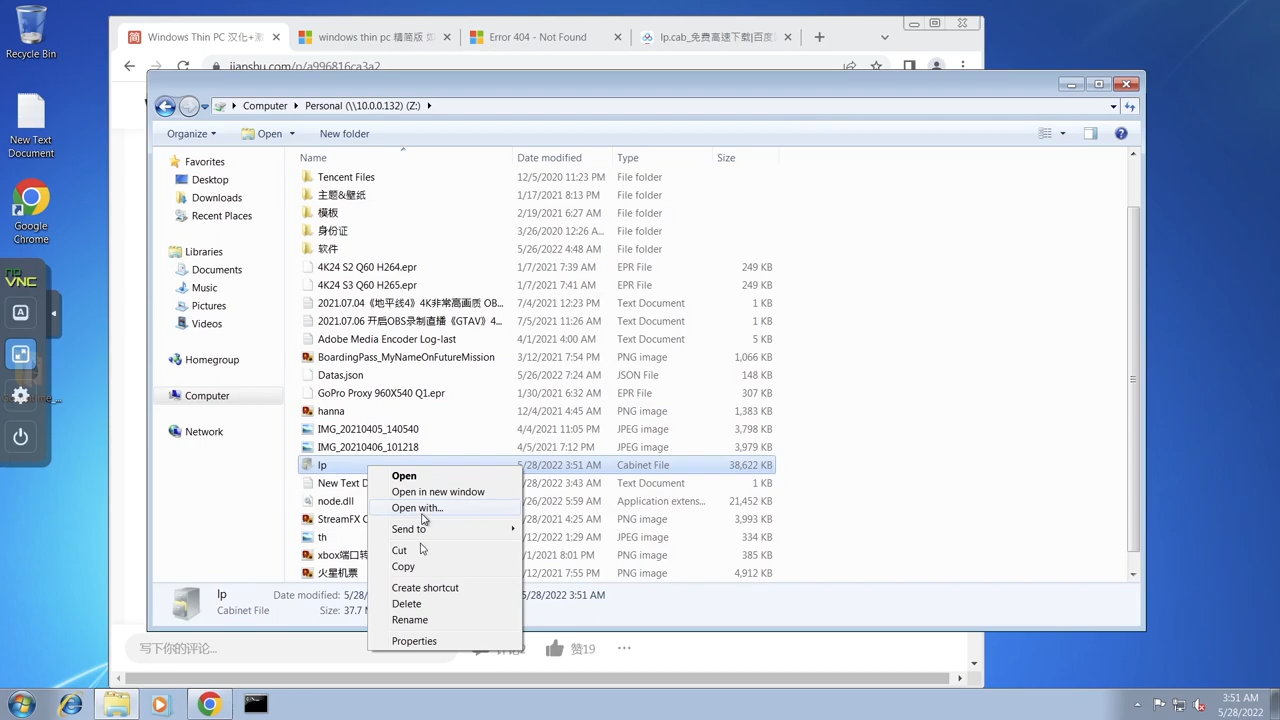 Recycle Bin
New Text
Document
Google
Chrome
no
VNC
A
简
Windows Thin PC 汉化+激
windows thin pc 精简版 如
Error 404 - Not Found
lp.cab_免费高速下载|百度
jianshu.com/p/a996816ca3a2
Computer
Personal (\\10.0.0.132) (Z:)
Organize
Open
New folder
Name
Date modified
Type
Size
Favorites
Desktop
Downloads
Recent Places
Libraries
Documents
Music
Pictures
Videos
Homegroup
Computer
Network
Tencent Files 12/5/2020 11:23 PM File folder
主题&壁纸 1/17/2021 8:13 PM File folder
模板 2/19/2021 6:27 AM File folder
身份证 3/26/2020 12:26 A... File folder
软件 5/26/2022 4:48 AM File folder
4K24 S2 Q60 H264.epr 1/7/2021 7:39 AM EPR File 249 KB
4K24 S2 Q60 H265.epr 1/7/2021 7:41 AM EPR File 249 KB
2021.07.04《地平线4》4K非常高画质 OB... 7/4/2021 12:23 PM Text Document 1 KB
2021.07.06 开启OBS录制直播《GTAV》4... 7/5/2021 11:26 AM Text Document 1 KB
Adobe Media Encoder Log-last 4/1/2021 4:00 AM Text Document 5 KB
BoardingPass_MyNameOnFutureMission 3/12/2021 7:54 PM PNG image 1,066 KB
Datas.json 5/26/2022 7:24 AM JSON File 148 KB
GoPro Proxy 960X540 Q1.epr 1/30/2021 6:32 AM EPR File 307 KB
hanna 12/4/2021 4:45 AM PNG image 1,383 KB
IMG_20210405_140540 4/4/2021 11:05 PM JPEG image 3,798 KB
IMG_20210406_101218 4/5/2021 7:12 PM JPEG image 3,979 KB
lp 5/28/2022 3:51 AM Cabinet File 38,622 KB
New Text D /28/2022 3:43 AM Text Document 1 KB
node.dll /26/2022 5:59 AM Application extens... 21,452 KB
StreamFX /28/2021 4:25 AM PNG image 3,993 KB
th /12/2021 1:35 AM PNG image 334 KB
xbox端口转 /1/2021 8:01 PM PNG image 385 KB
火星机票 /12/2021 7:55 PM PNG image 4,912 KB
Open
Open in new window
Open with...
Send to
Cut
Copy
Create shortcut
Delete
Rename
Properties
lp Date modified: 5/28 5/28/2022 3:51 AM
Cabinet File Size: 37.7 M
写下你的评论...
评论2
赞19
3:51 AM
5/28/2022